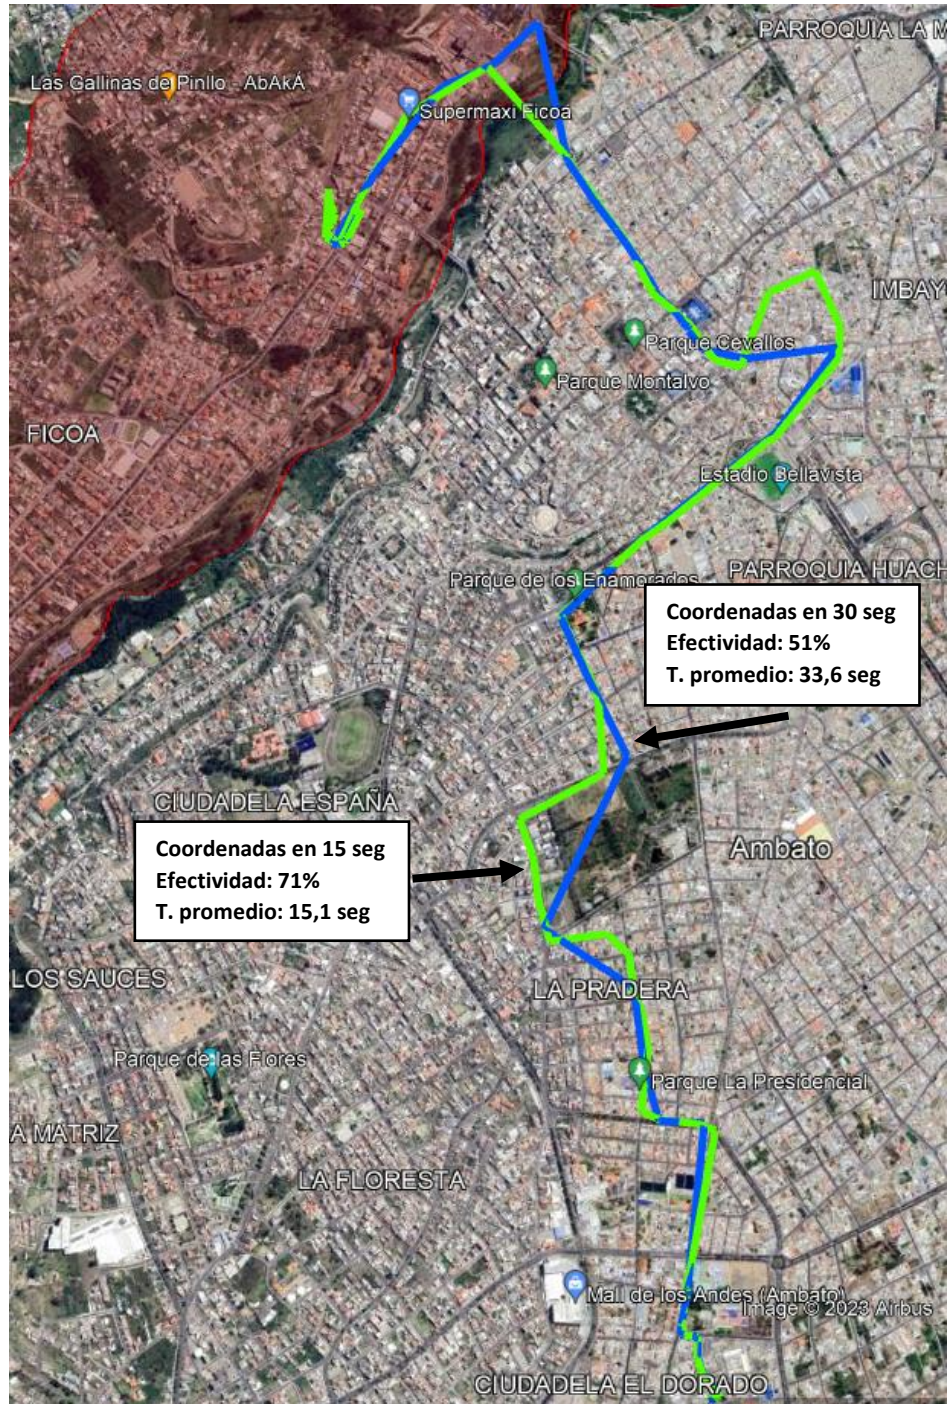 PARROQUIA LA M
Las Gallinas de Pinllo - AbAkÁ
Supermaxi Ficoa
IMBAY
Parque Cevallos
Parque Montalvo
FICOA
Estadio Bellavista
Parque de los Enamorados
PARROQUIA HUACH
Coordenadas en 30 seg
Efectividad: 51%
T. promedio: 33,6 seg
CIUDADELA ESPAÑA
Coordenadas en 15 seg
Efectividad: 71%
T. promedio: 15,1 seg
Ambato
LOS SAUCES
LA PRADERA
Parque de las Flores
Parque La Presidencial
A MATRIZ
LA FLORESTA
Mall de los Andes (Ambato)
Image © 2023 Airbus
CIUDADELA EL DORADO